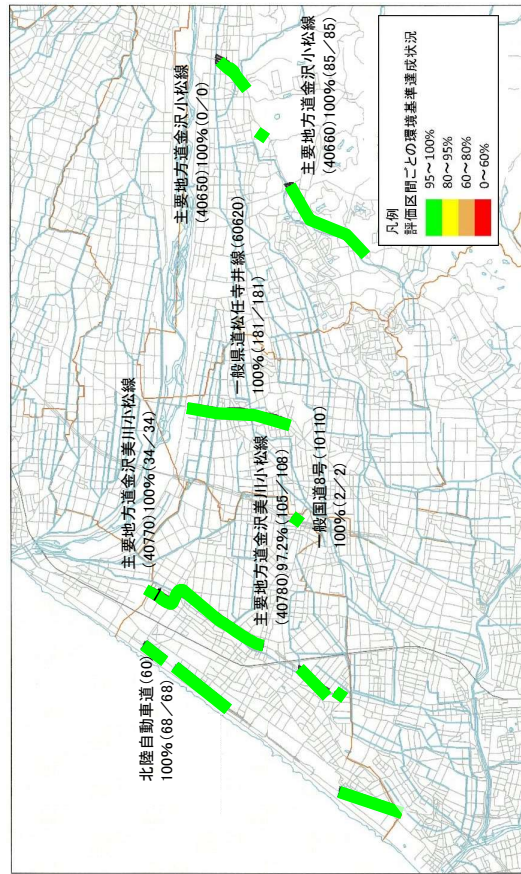 北陸自動車道(60)
100%(68/68)
主要地方道金沢美川小松線
(40770)100%(34/34)
主要地方道金沢美川小松線
(40780)97.2%(105/108)
一般国道8号(10110)
100%(2/2)
一般県道松任寺井線(60620)
100%(181/181)
主要地方道金沢小松線
(40650)100%(0/0)
主要地方道金沢小松線
(40660)100%(85/85)
凡例
評価区間ごとの環境基準達成状況
95~100%
80~95%
60~80%
0~60%